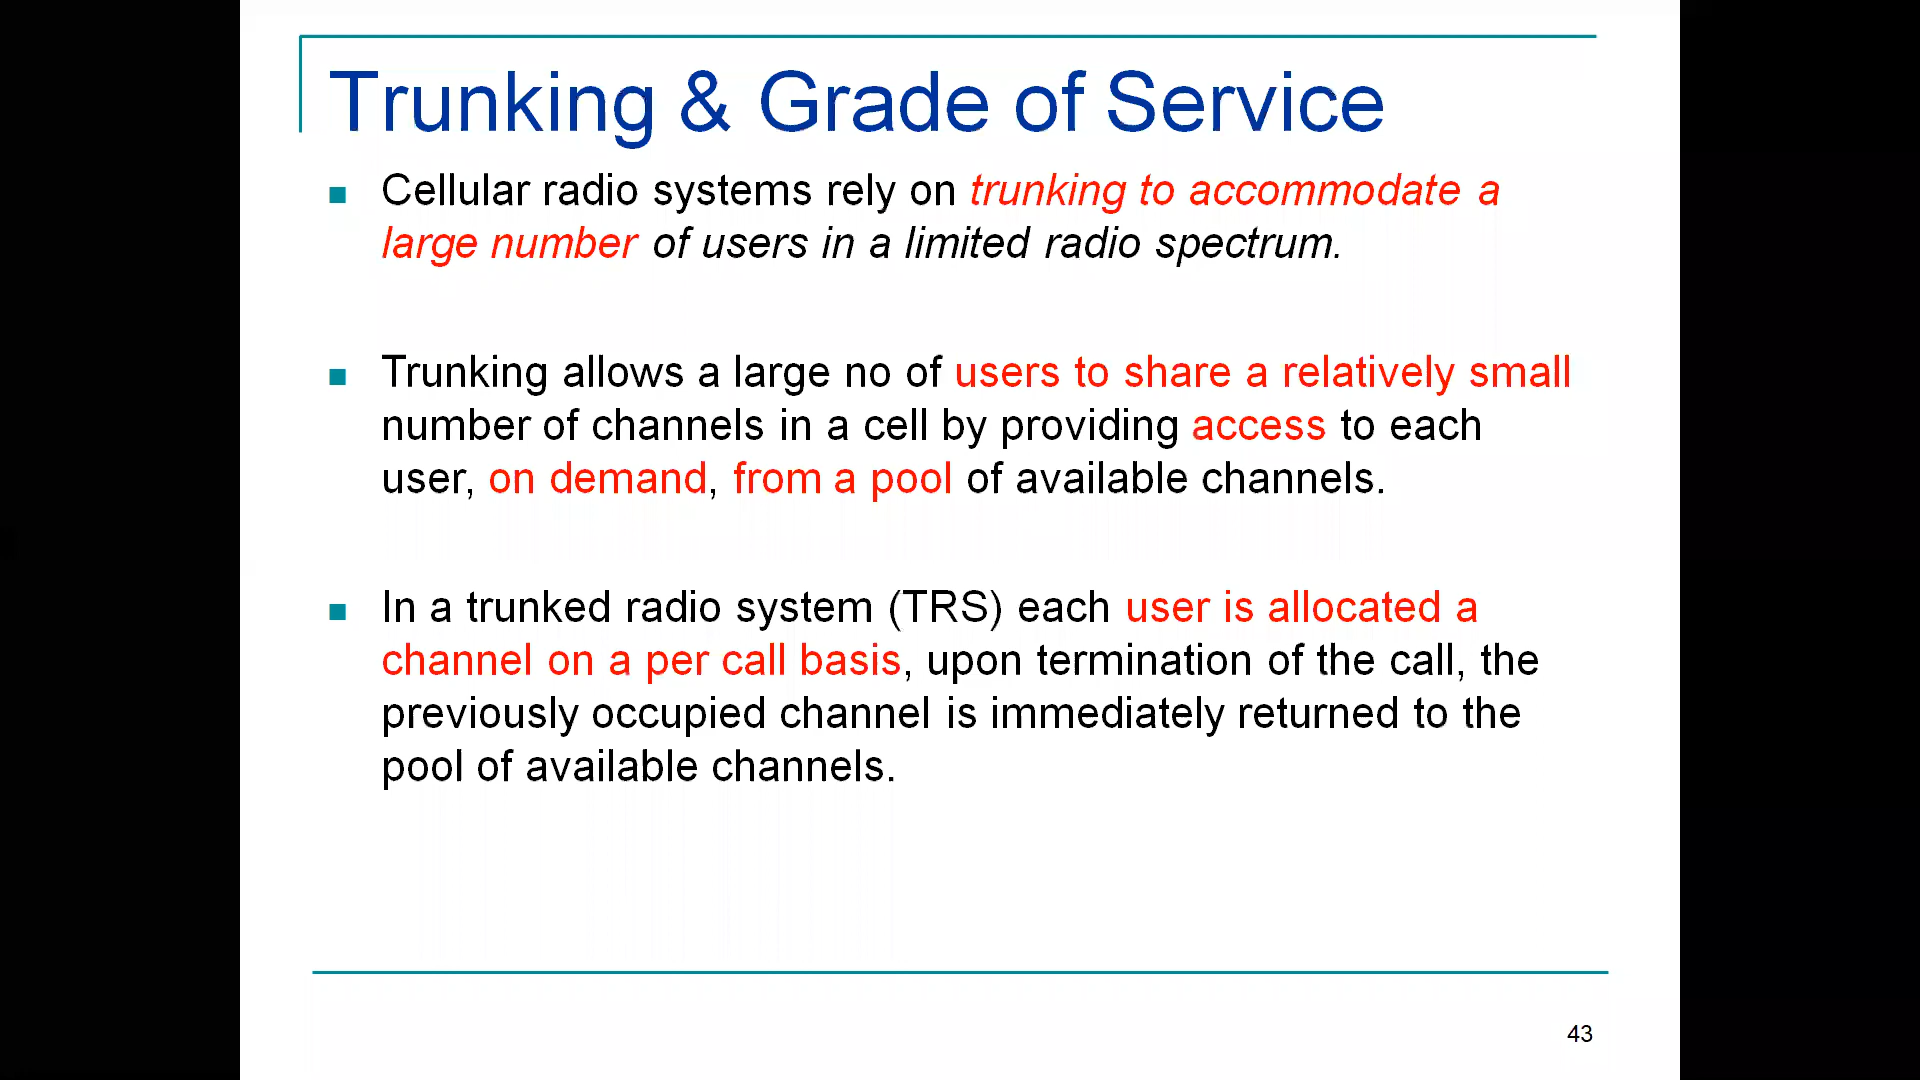 Trunking & Grade of Service
Cellular radio systems rely on trunking to accommodate a
large number of users in a limited radio spectrum.
Trunking allows a large no of users to share a relatively small
number of channels in a cell by providing access to each
user, on demand, from a pool of available channels.
In a trunked radio system (TRS) each user is allocated a
channel on a per call basis, upon termination of the call, the
previously occupied channel is immediately returned to the
pool of available channels.
43